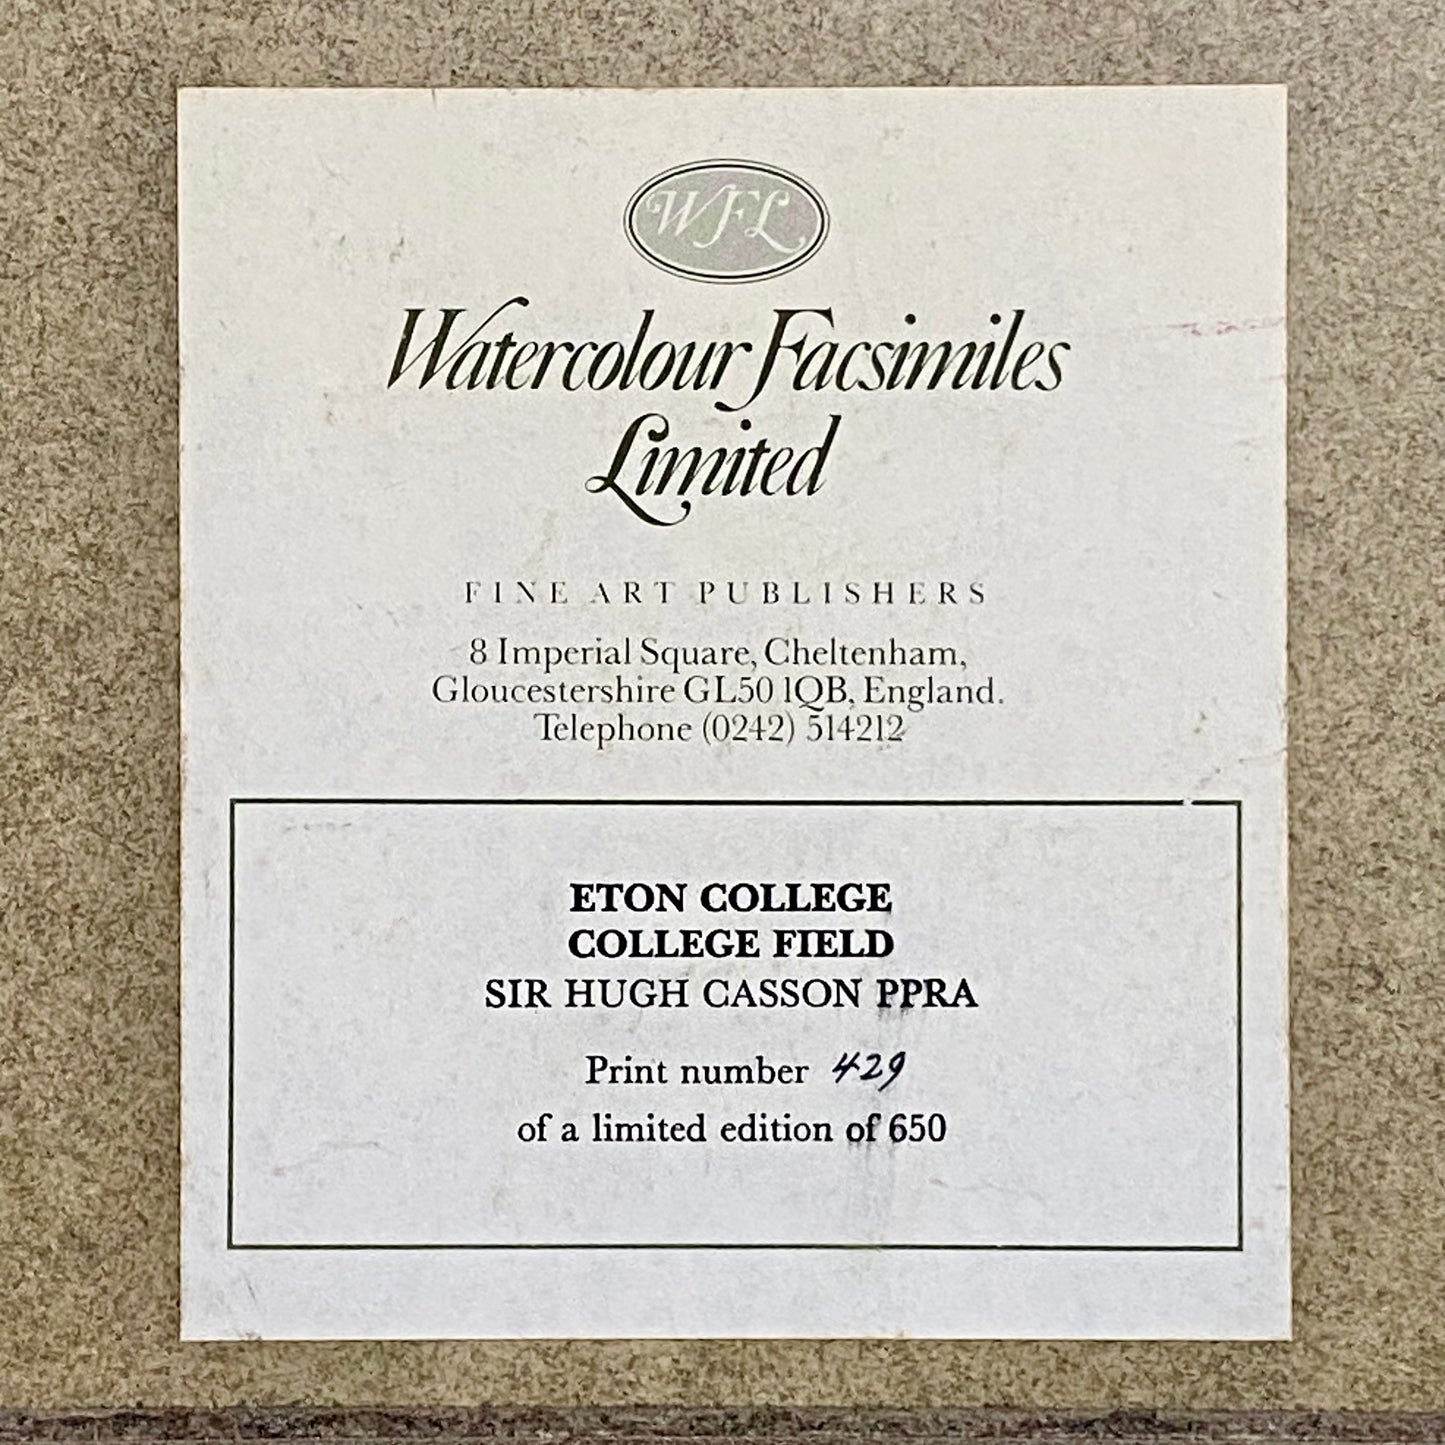 WFL
Watercolour Facsimiles
Limited
FINE ART PUBLISHERS
8 Imperial Square, Cheltenham,
Gloucestershire GL50 1QB, England.
Telephone (0242) 514212
ETON COLLEGE
COLLEGE FIELD
SIR HUGH CASSON PPRA
Print number 429
of a limited edition of 650